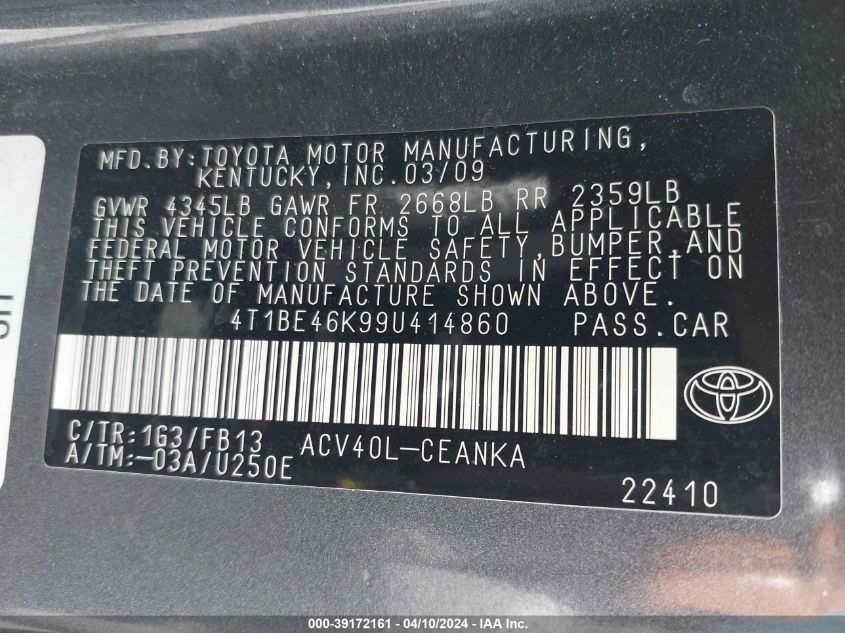 MFD.BY:TOYOTA MOTOR MANUFACTURING,
KENTUCKY,INC.03/09
GVWR 4345LB GAWR FR 2668LB RR 2359LB
THIS VEHICLE CONFORMS TO ALL APPLICABLE
FEDERAL MOTOR VEHICLE SAFETY,BUMPER,AND
THEFT PREVENTION STANDARDS IN EFFECT ON
THE DATE OF MANUFACTURE SHOWN ABOVE.
4T1BE46K99U414860 PASS.CAR
C/TR:1G3/FB13 ACV40L-CEANKA
A/TM:-03A/U250E
22410
000-39172161 - 04/10/2024 - IAA Inc.